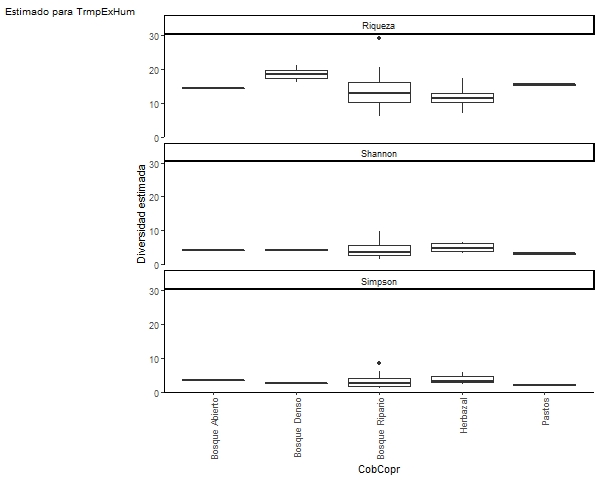 Estimado para TrmpExHum
Riqueza
30
20
10
0
Shannon
30
20
10
0
Simpson
30
20
10
0
Diversidad estimada
Bosque Abierto
Bosque Denso
Bosque Ripario
Herbazal
Pastos
CobCopr